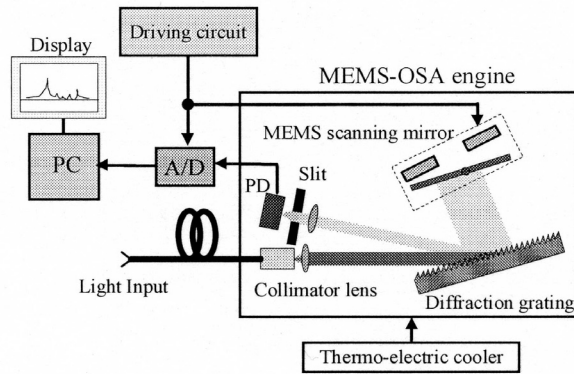 Driving circuit
Display
MEMS-OSA engine
MEMS scanning mirror
PC
A/D
PD
Slit
Light Input
Collimator lens
Diffraction grating
Thermo-electric cooler